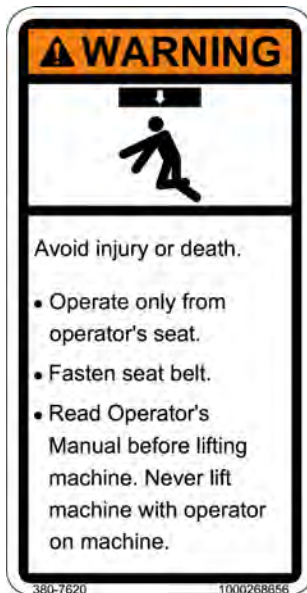 WARNING
Avoid injury or death.
• Operate only from
operator's seat.
• Fasten seat belt.
• Read Operator's
Manual before lifting
machine. Never lift
machine with operator
on machine.
380-7620 1000268656